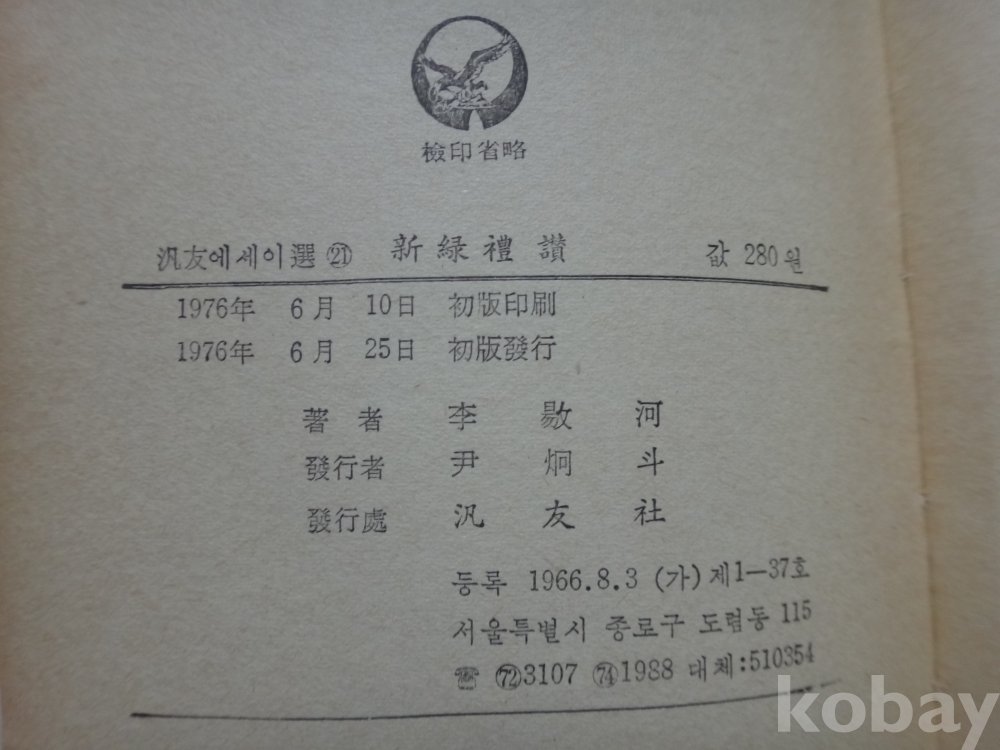 檢印省略
汎友에세이選 ㉑ 新綠禮讚 값 280원
1976年 6月 10日 初版印刷
1976年 6月 25日 初版發行
著者 李敭河
發行者 尹炯斗
發行處 汎友社
등록 1966.8.3 (가) 제1—37호
서울특별시 종로구 도렴동 115
☎ 72 3107 74 1988 대체:510354
kobay